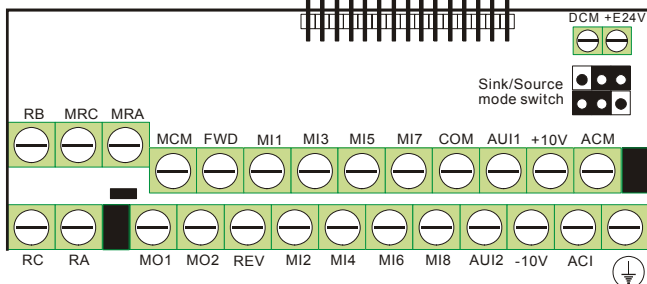 DCM +E24V
Sink/Source
mode switch
RB MRC MRA
MCM FWD MI1 MI3 MI5 MI7 COM AUI1 +10V ACM
RC RA MO1 MO2 REV MI2 MI4 MI6 MI8 AUI2 -10V ACI